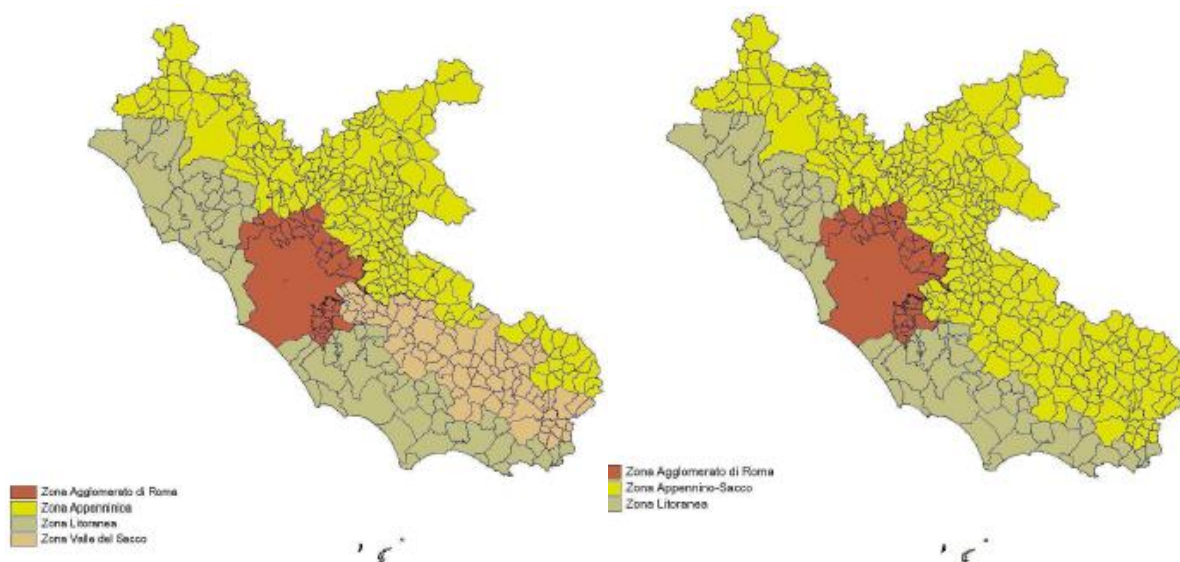 Zona Agglomerato di Roma
Zona Appenninica
Zona Litoranea
Zona Valle del Sacco
Zona Agglomerato di Roma
Zona Appennino-Sacco
Zona Litoranea